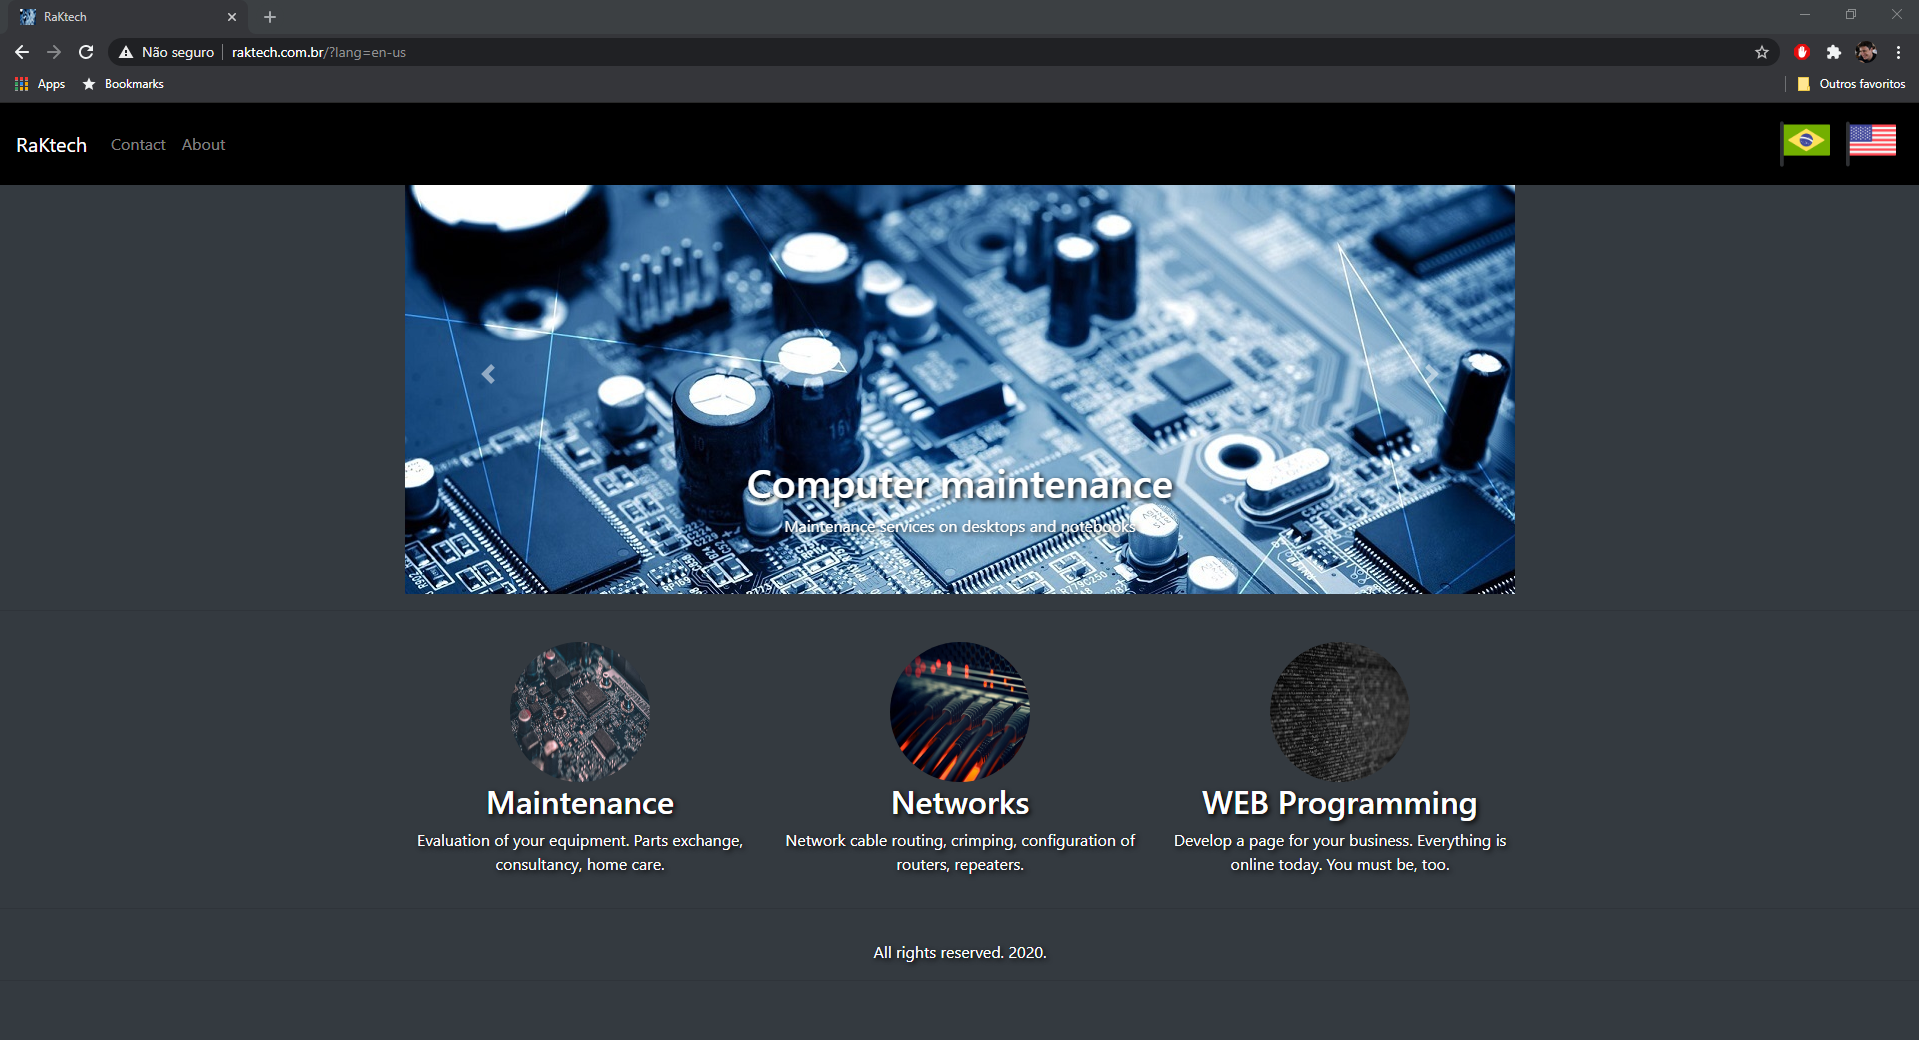 RaKtech
Não seguro
raktech.com.br/?lang=en-us
Apps
Bookmarks
Outros favoritos
RaKtech
Contact
About
Computer maintenance
Maintenance services on desktops and notebooks
Maintenance
Evaluation of your equipment. Parts exchange,
consultancy, home care.
Networks
Network cable routing, crimping, configuration of
routers, repeaters.
WEB Programming
Develop a page for your business. Everything is
online today. You must be, too.
All rights reserved. 2020.